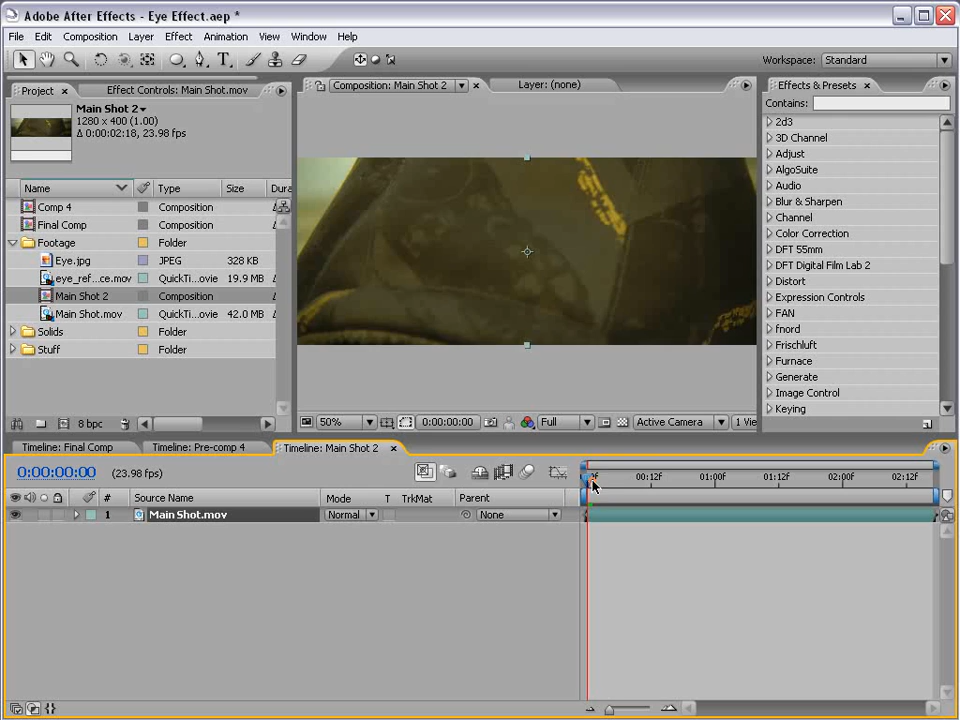 Adobe After Effects - Eye Effect.aep *
File Edit Composition Layer Effect Animation View Window Help
Workspace: Standard
Project × Effect Controls: Main Shot.mov
Main Shot 2
1280 x 400 (1.00)
Δ 0:00:02:18, 23.98 fps
Name Type Size Dura
Comp 4 Composition
Final Comp Composition
Footage Folder
Eye.jpg JPEG 328 KB
eye_ref...ce.mov QuickTi...ovie 19.9 MB
Main Shot 2 Composition
Main Shot.mov QuickTi...ovie 42.0 MB
Solids Folder
Stuff Folder
8 bpc
Composition: Main Shot 2 × Layer: (none)
50% 0:00:00:00 Full Active Camera 1 Vie
Effects & Presets ×
Contains:
2d3
3D Channel
Adjust
AlgoSuite
Audio
Blur & Sharpen
Channel
Color Correction
DFT 55mm
DFT Digital Film Lab 2
Distort
Expression Controls
FAN
fnord
Frischluft
Furnace
Generate
Image Control
Keying
Timeline: Final Comp Timeline: Pre-comp 4 Timeline: Main Shot 2 ×
0:00:00:00 (23.98 fps)
00:12f 01:00f 01:12f 02:00f 02:12f
# Source Name Mode T TrkMat Parent
1 Main Shot.mov Normal None